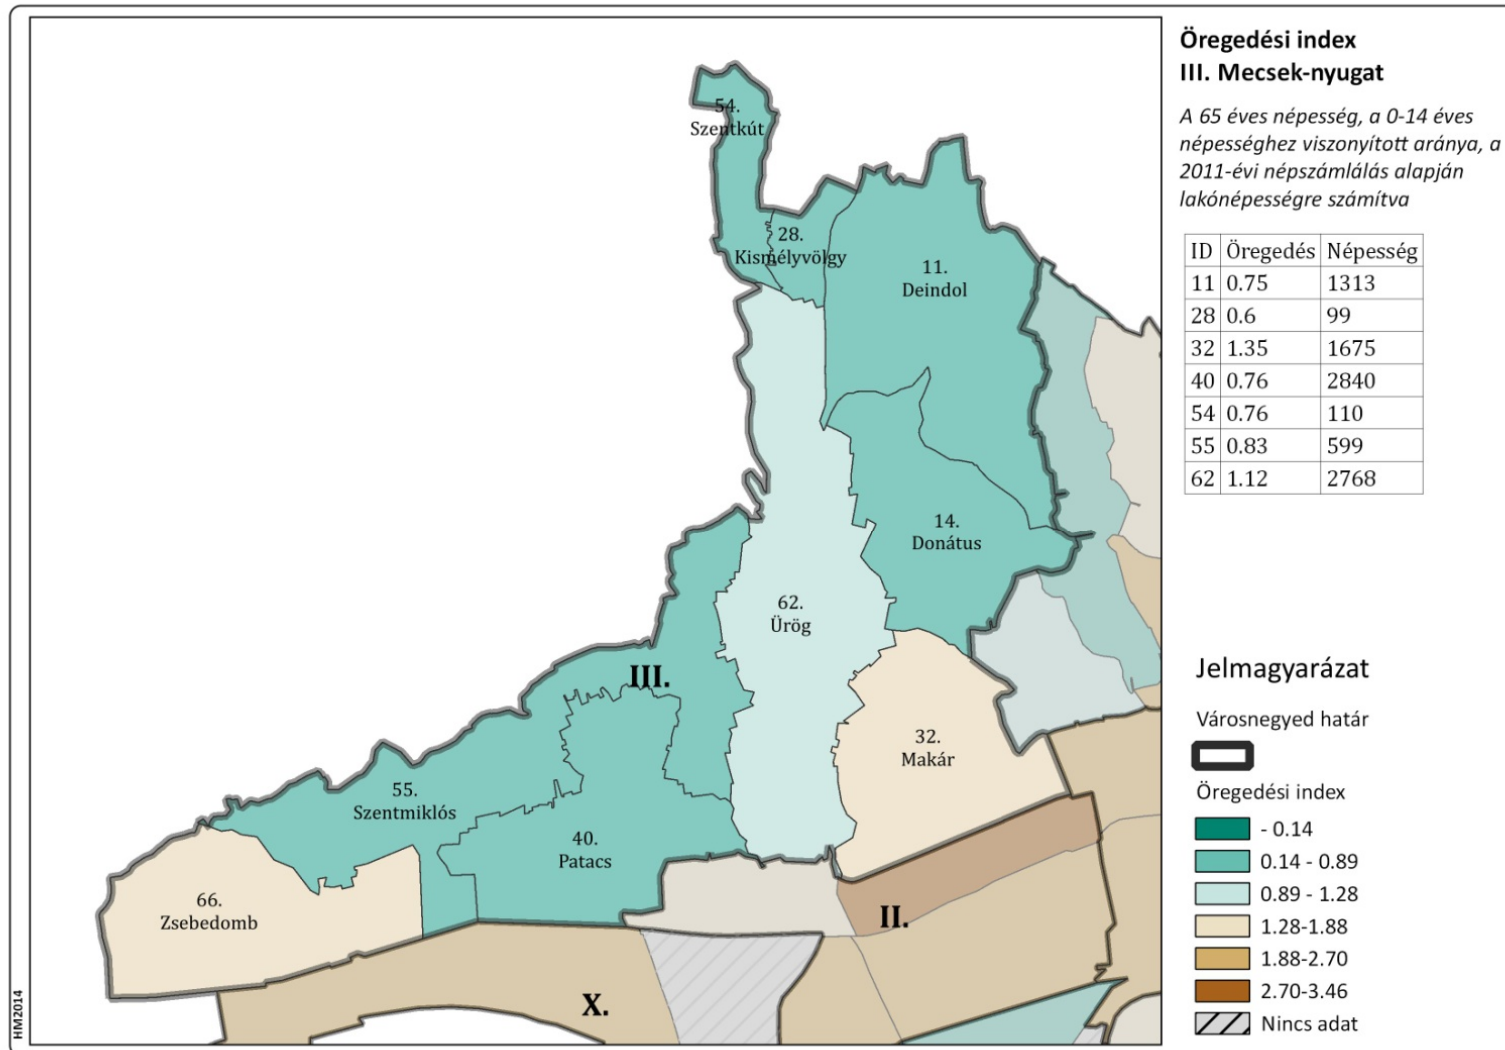 Öregedési index
III. Mecsek-nyugat
A 65 éves népesség, a 0-14 éves
népességhez viszonyított aránya, a
2011-évi népszámlálás alapján
lakónépességre számítva
ID Öregedés Népesség
11 0.75 1313
28 0.6 99
32 1.35 1675
40 0.76 2840
54 0.76 110
55 0.83 599
62 1.12 2768
54.
Szentkút
28.
Kismélyvölgy
11.
Deindol
14.
Donátus
62.
Ürög
III.
32.
Makár
55.
Szentmiklós
40.
Patacs
66.
Zsebedomb
II.
X.
Jelmagyarázat
Városnegyed határ
Öregedési index
- 0.14
0.14 - 0.89
0.89 - 1.28
1.28-1.88
1.88-2.70
2.70-3.46
Nincs adat
HM2014